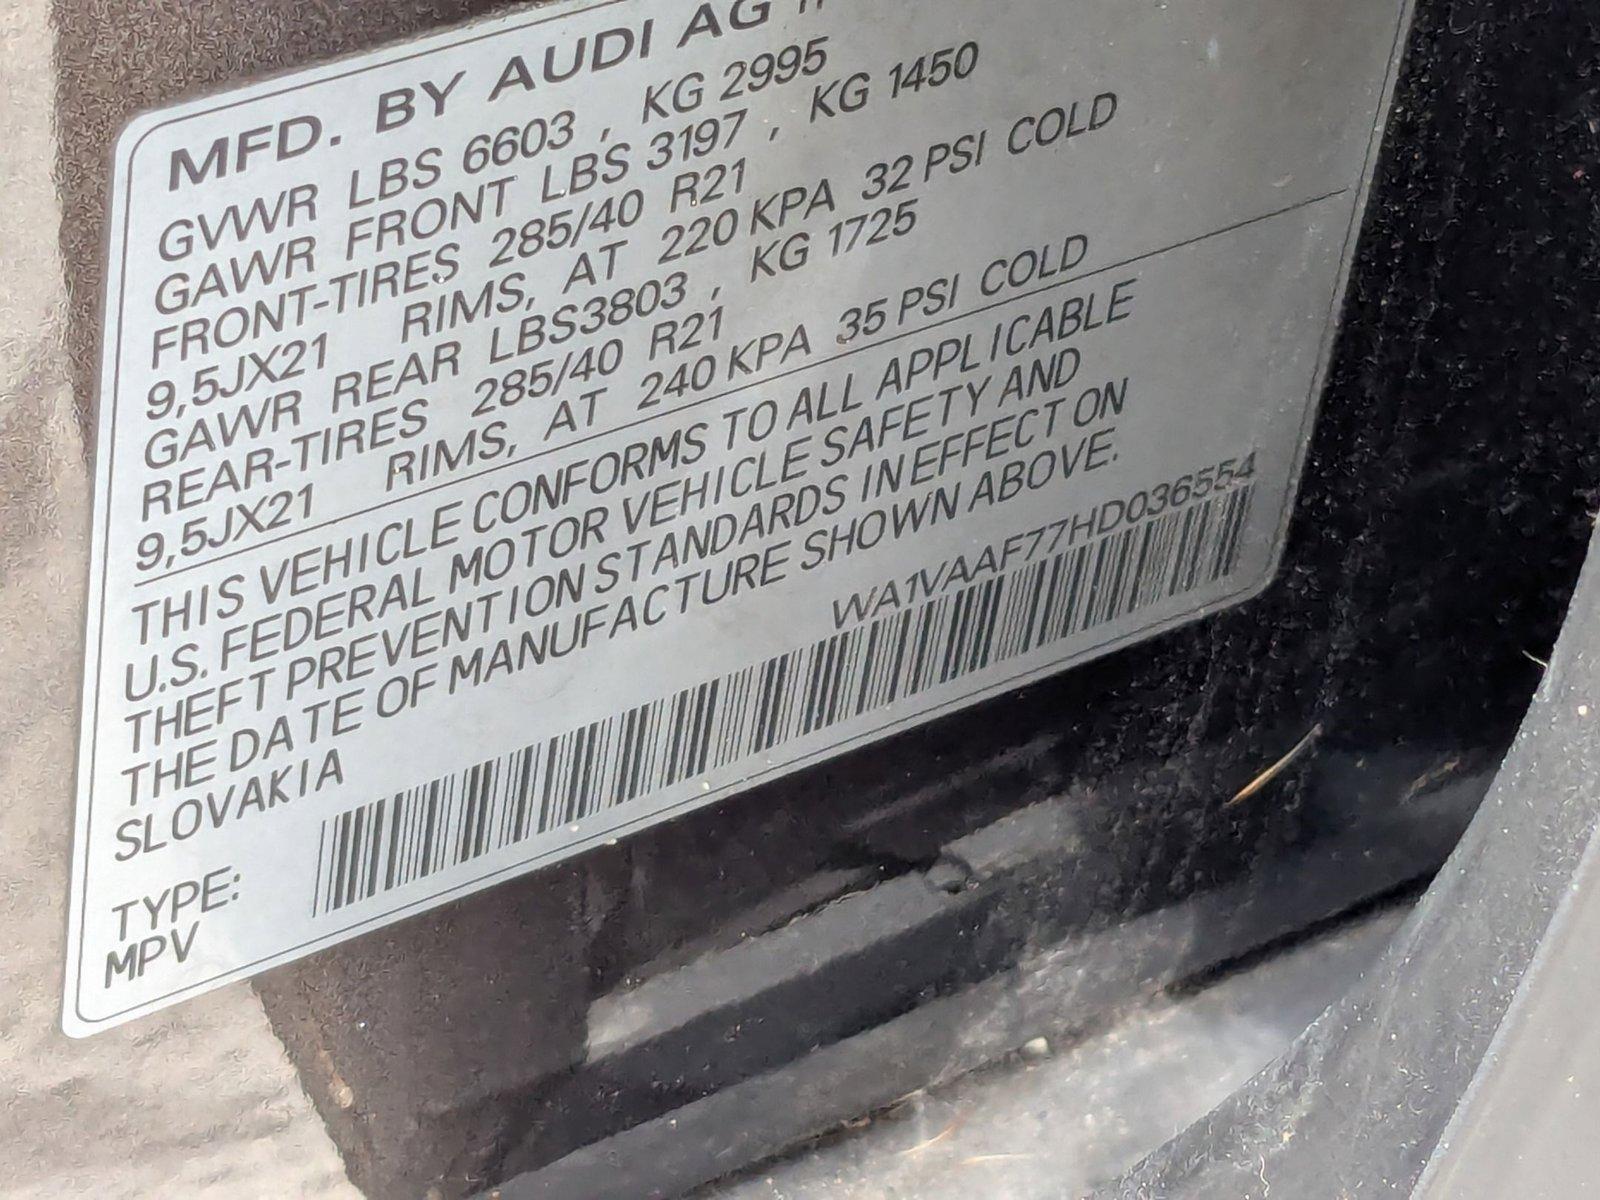 MFD. BY AUDI AG
GVWR LBS 6603 , KG 2995
GAWR FRONT LBS 3197 , KG 1450
FRONT-TIRES 285/40 R21
9,5JX21 RIMS, AT 220 KPA 32 PSI COLD
GAWR REAR LBS3803 , KG 1725
REAR-TIRES 285/40 R21
9,5JX21 RIMS, AT 240 KPA 35 PSI COLD
THIS VEHICLE CONFORMS TO ALL APPLICABLE
U.S. FEDERAL MOTOR VEHICLE SAFETY AND
THEFT PREVENTION STANDARDS IN EFFECT ON
THE DATE OF MANUFACTURE SHOWN ABOVE.
SLOVAKIA
WA1VAAF77HD036554
TYPE:
MPV